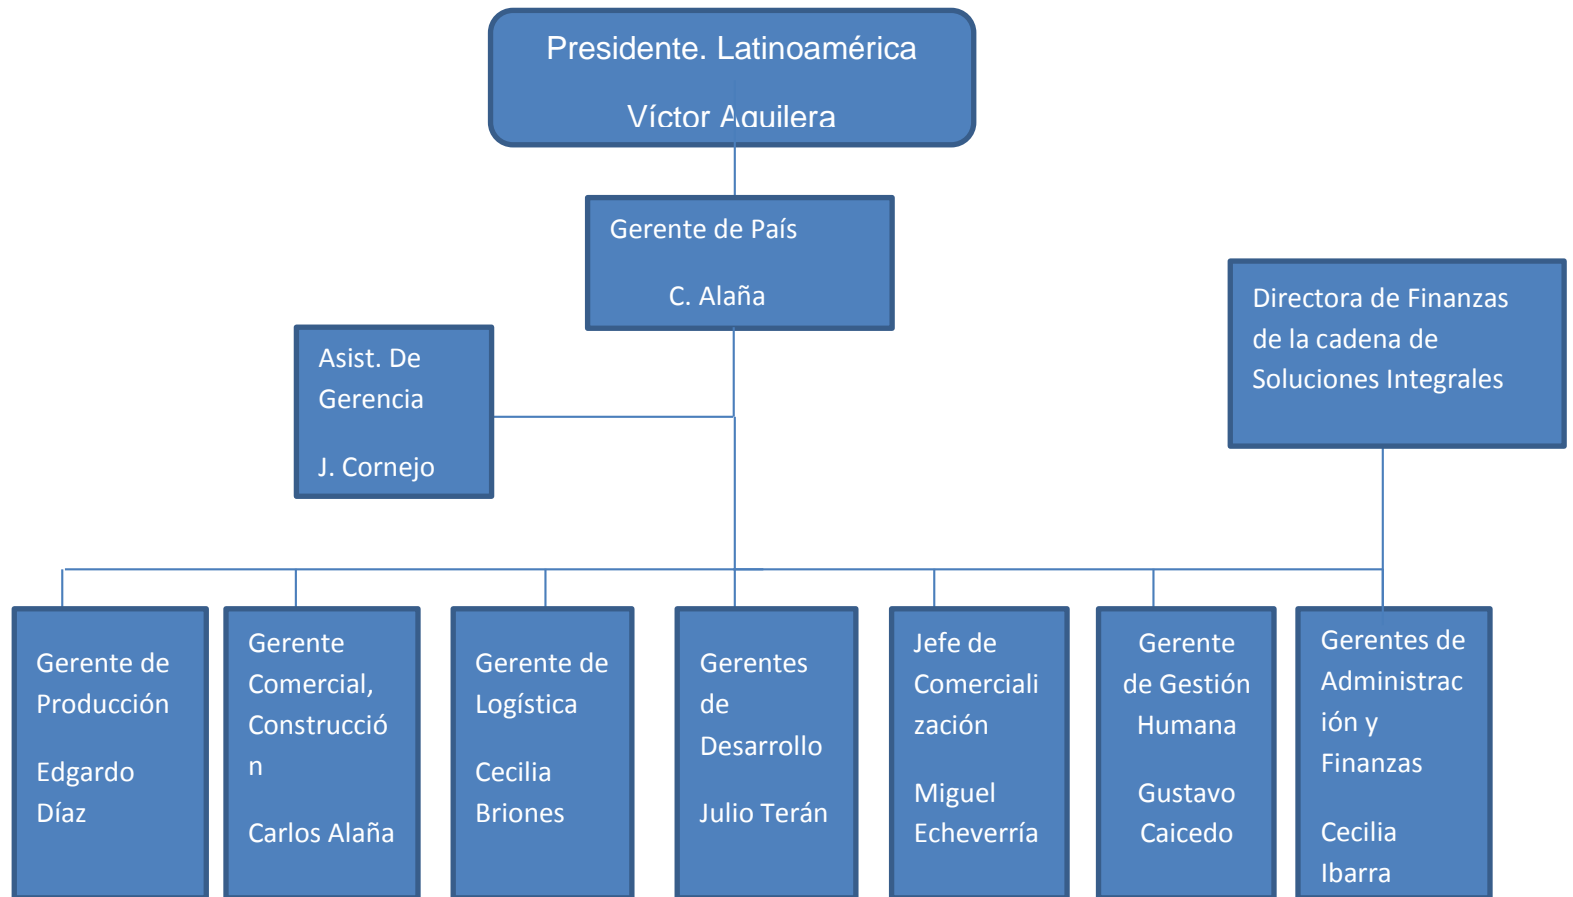 Presidente. Latinoamérica
Víctor Aguilera
Gerente de País
C. Alaña
Directora de Finanzas
de la cadena de
Soluciones Integrales
Asist. De
Gerencia
J. Cornejo
Gerente de
Producción
Edgardo
Díaz
Gerente
Comercial,
Construcció
n
Carlos Alaña
Gerente de
Logística
Cecilia
Briones
Gerentes
de
Desarrollo
Julio Terán
Jefe de
Comerciali
zación
Miguel
Echeverría
Gerente
de Gestión
Humana
Gustavo
Caicedo
Gerentes de
Administrac
ión y
Finanzas
Cecilia
Ibarra